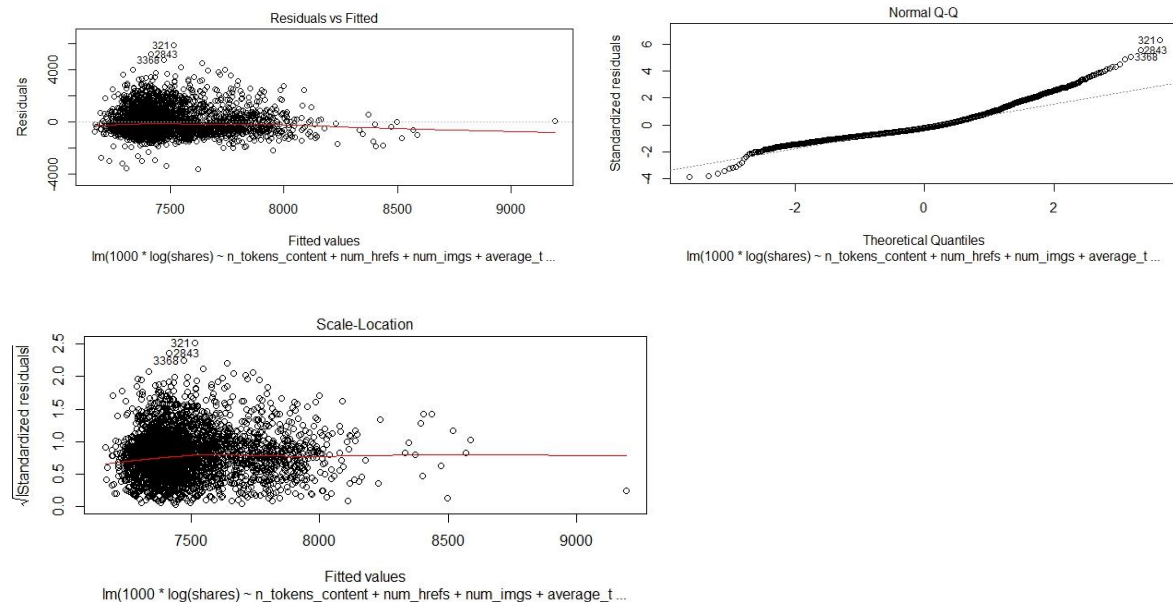 Residuals vs Fitted
Residuals
4000
0
-4000
321
2843
3368
7500 8000 8500 9000
Fitted values
lm(1000 * log(shares) ~ n_tokens_content + num_hrefs + num_imgs + average_t ...
Normal Q-Q
Standardized residuals
6
4
2
0
-2
-4
321
2843
3368
-2 0 2
Theoretical Quantiles
lm(1000 * log(shares) ~ n_tokens_content + num_hrefs + num_imgs + average_t ...
Scale-Location
√|Standardized residuals|
2.5
2.0
1.5
1.0
0.5
0.0
321
2843
3368
7500 8000 8500 9000
Fitted values
lm(1000 * log(shares) ~ n_tokens_content + num_hrefs + num_imgs + average_t ...